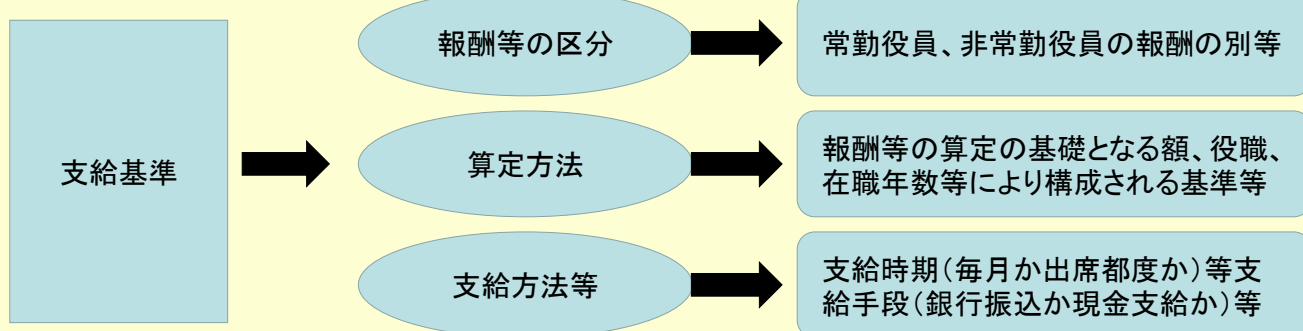 支給基準
報酬等の区分
常勤役員、非常勤役員の報酬の別等
算定方法
報酬等の算定の基礎となる額、役職、
在職年数等により構成される基準等
支給方法等
支給時期(毎月か出席都度か)等支
給手段(銀行振込か現金支給か)等